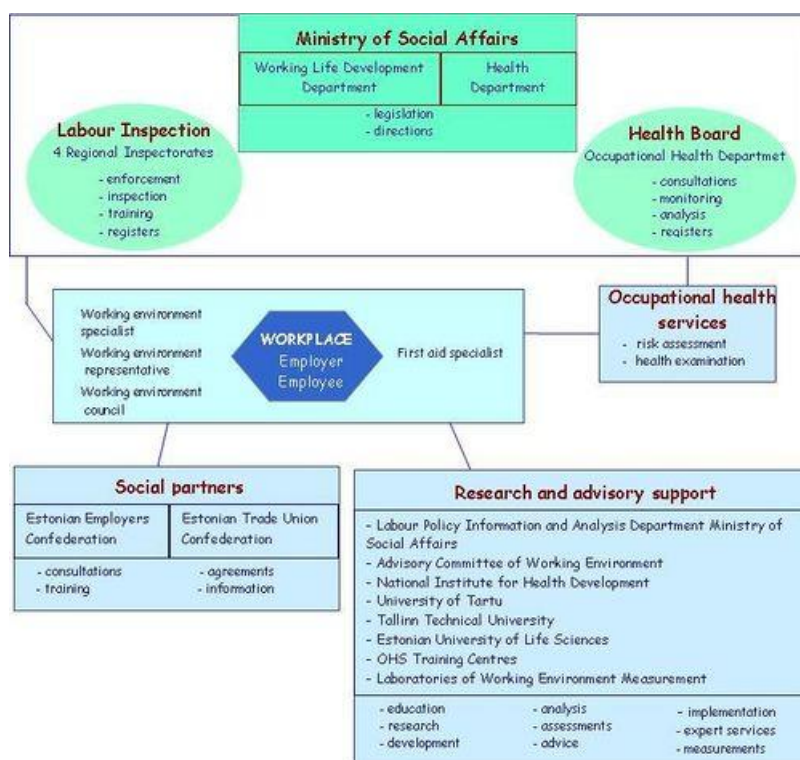 Ministry of Social Affairs
Working Life Development
Department
Health
Department
- legislation
- directions
Labour Inspection
4 Regional Inspectorates
- enforcement
- inspection
- training
- registers
Health Board
Occupational Health Departmet
- consultations
- monitoring
- analysis
- registers
Occupational health
services
- risk assessment
- health examination
Working environment
specialist
Working environment
representative
Working environment
council
WORKPLACE
Employer
Employee
First aid specialist
Social partners
Estonian Employers
Confederation
Estonian Trade Union
Confederation
- consultations
- training
- agreements
- information
Research and advisory support
- Labour Policy Information and Analysis Department Ministry of
Social Affairs
- Advisory Committee of Working Environment
- National Institute for Health Development
- University of Tartu
- Tallinn Technical University
- Estonian University of Life Sciences
- OHS Training Centres
- Laboratories of Working Environment Measurement
- education
- research
- development
- analysis
- assessments
- advice
- implementation
- expert services
- measurements